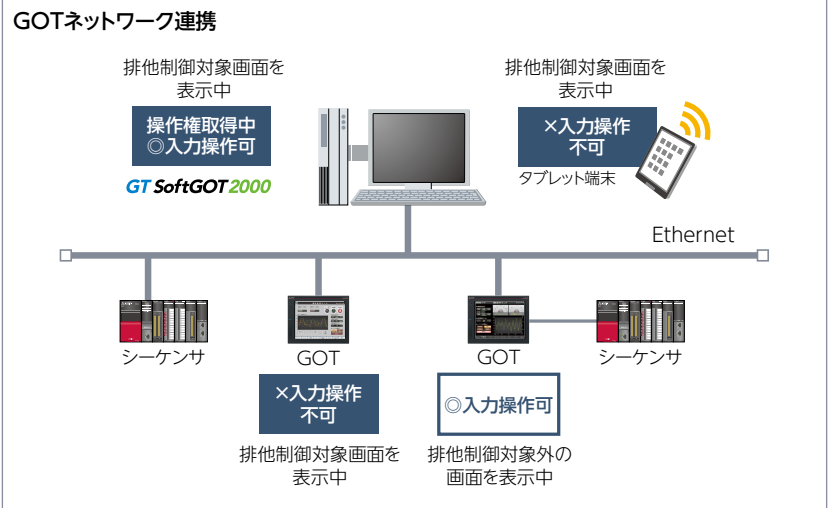 GOTネットワーク連携
排他制御対象画面を
表示中
操作権取得中
◎入力操作可
GT SoftGOT2000
排他制御対象画面を
表示中
×入力操作
不可
タブレット端末
Ethernet
シーケンサ
GOT
GOT
シーケンサ
×入力操作
不可
◎入力操作可
排他制御対象画面を
表示中
排他制御対象外の
画面を表示中